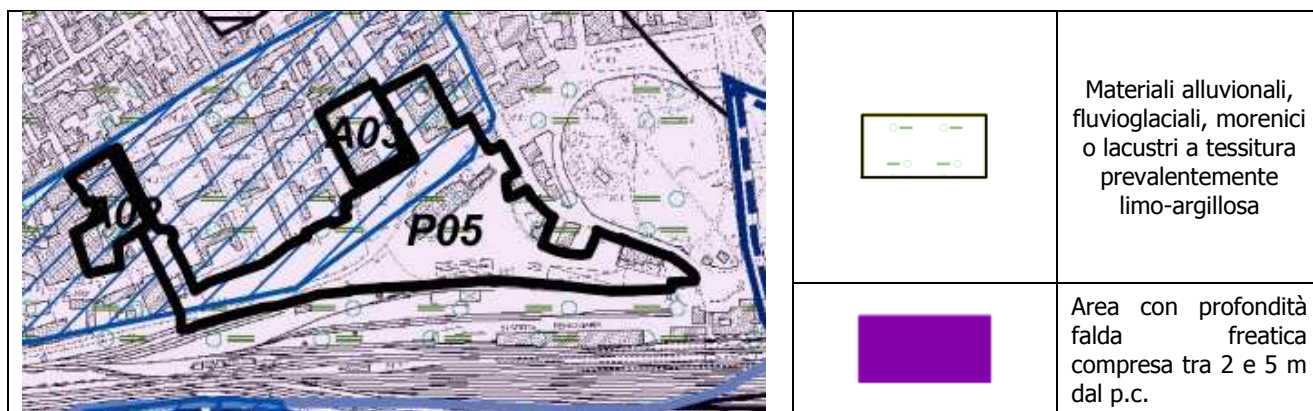 A03
A02
P05
Materiali alluvionali,
fluvioglaciali, morenici
o lacustri a tessitura
prevalentemente
limo-argillosa
Area con profondità
falda freatica
compresa tra 2 e 5 m
dal p.c.